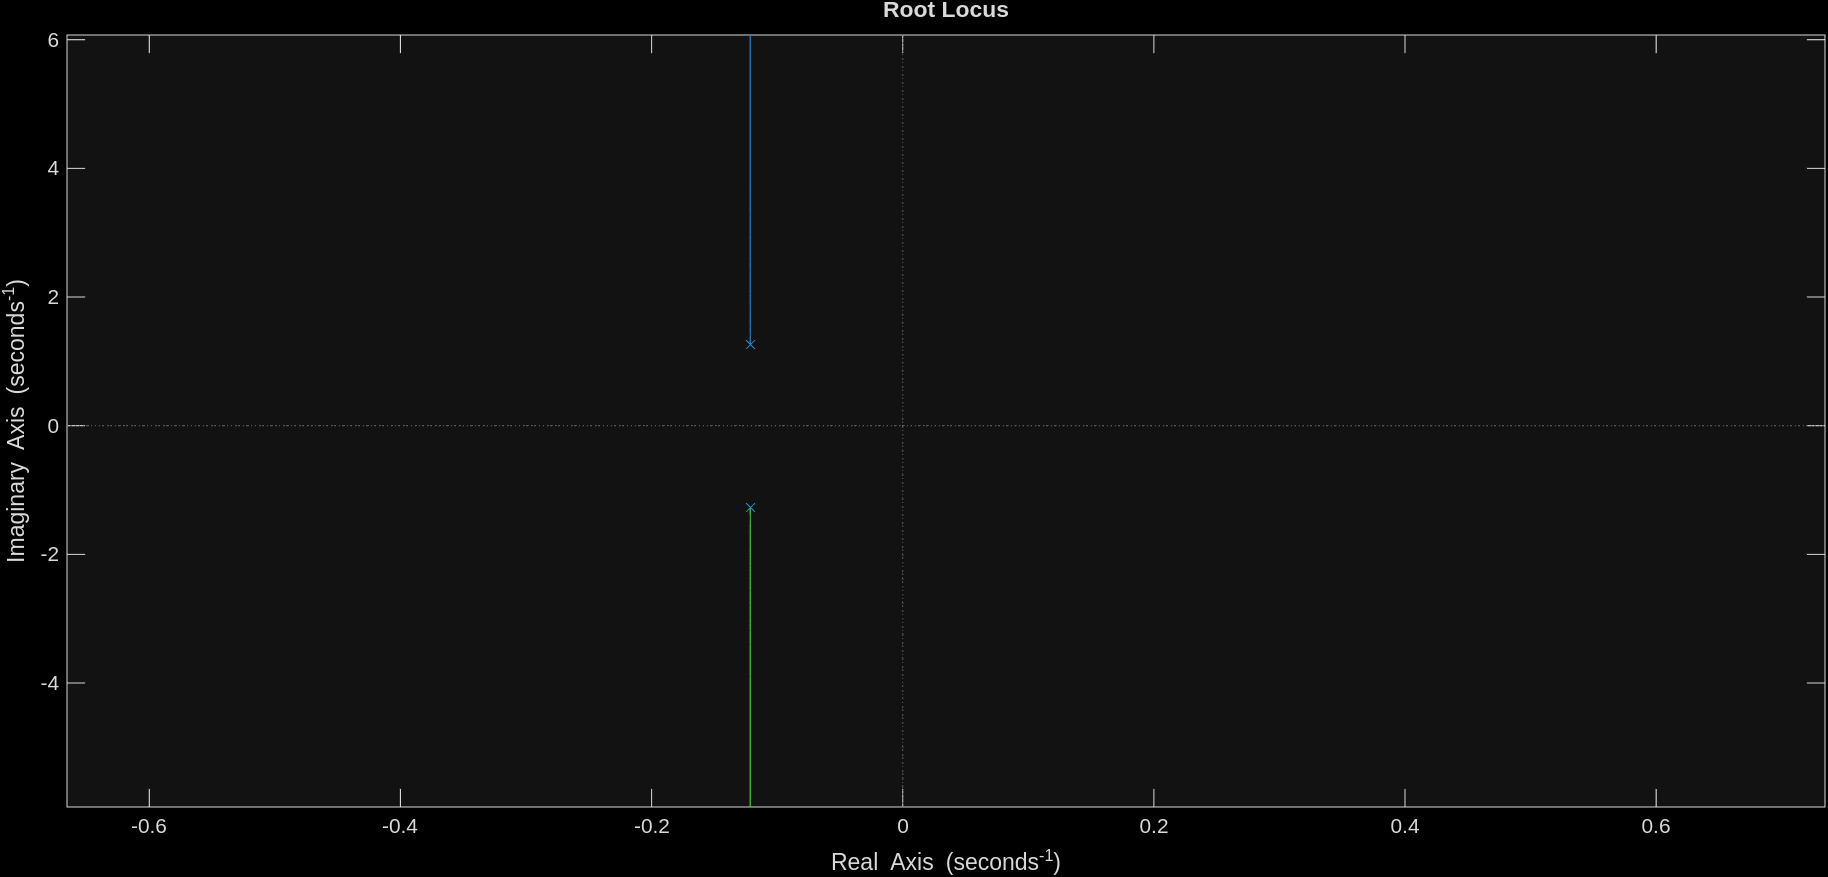 Root Locus
6
4
2
0
-2
-4
Imaginary Axis (seconds⁻¹)
-0.6 -0.4 -0.2 0 0.2 0.4 0.6
Real Axis (seconds⁻¹)